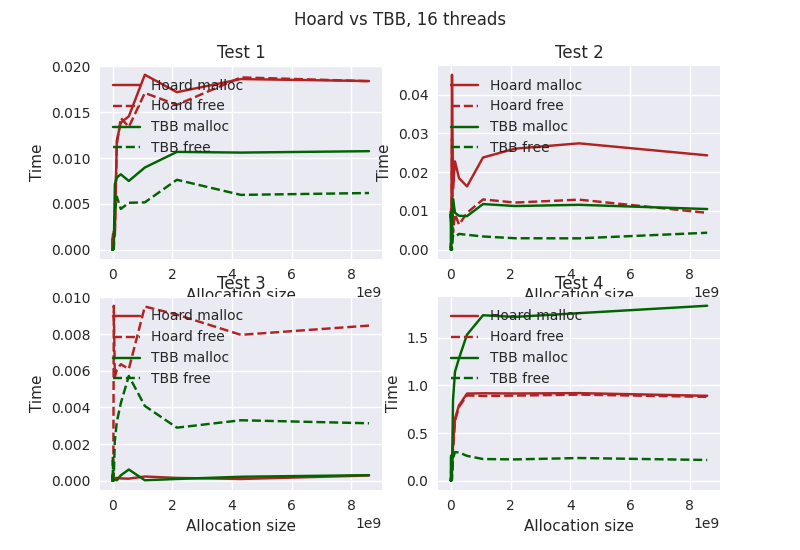 Hoard vs TBB, 16 threads
Test 1
Time
0.020
0.015
0.010
0.005
0.000
Hoard malloc
Hoard free
TBB malloc
TBB free
0 2 4 6 8
1e9
Allocation size
Test 2
Time
0.04
0.03
0.02
0.01
0.00
Hoard malloc
Hoard free
TBB malloc
TBB free
0 2 4 6 8
1e9
Allocation size
Test 3
Time
0.010
0.008
0.006
0.004
0.002
0.000
Hoard malloc
Hoard free
TBB malloc
TBB free
0 2 4 6 8
1e9
Allocation size
Test 4
Time
1.5
1.0
0.5
0.0
Hoard malloc
Hoard free
TBB malloc
TBB free
0 2 4 6 8
1e9
Allocation size